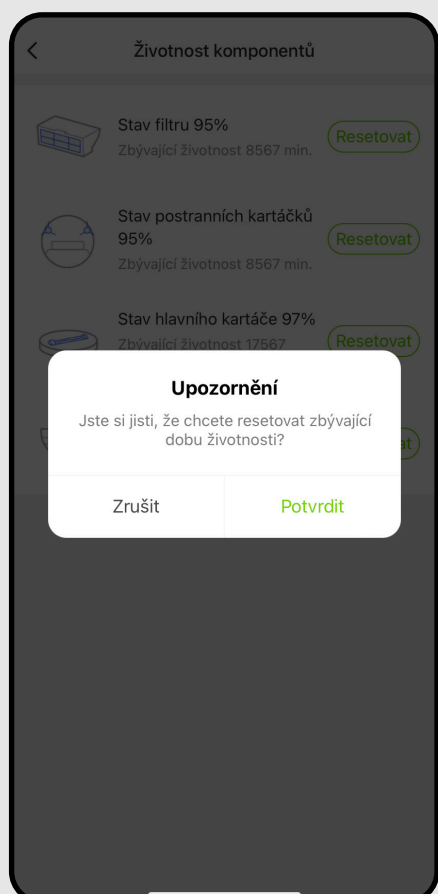 Životnost komponentů
Stav filtru 95%
Zbývající životnost 8567 min.
Resetovat
Stav postranních kartáčků
95%
Zbývající životnost 8567 min.
Resetovat
Stav hlavního kartáče 97%
Zbývající životnost 17567
Resetovat
Upozornění
Jste si jisti, že chcete resetovat zbývající
dobu životnosti?
Zrušit
Potvrdit